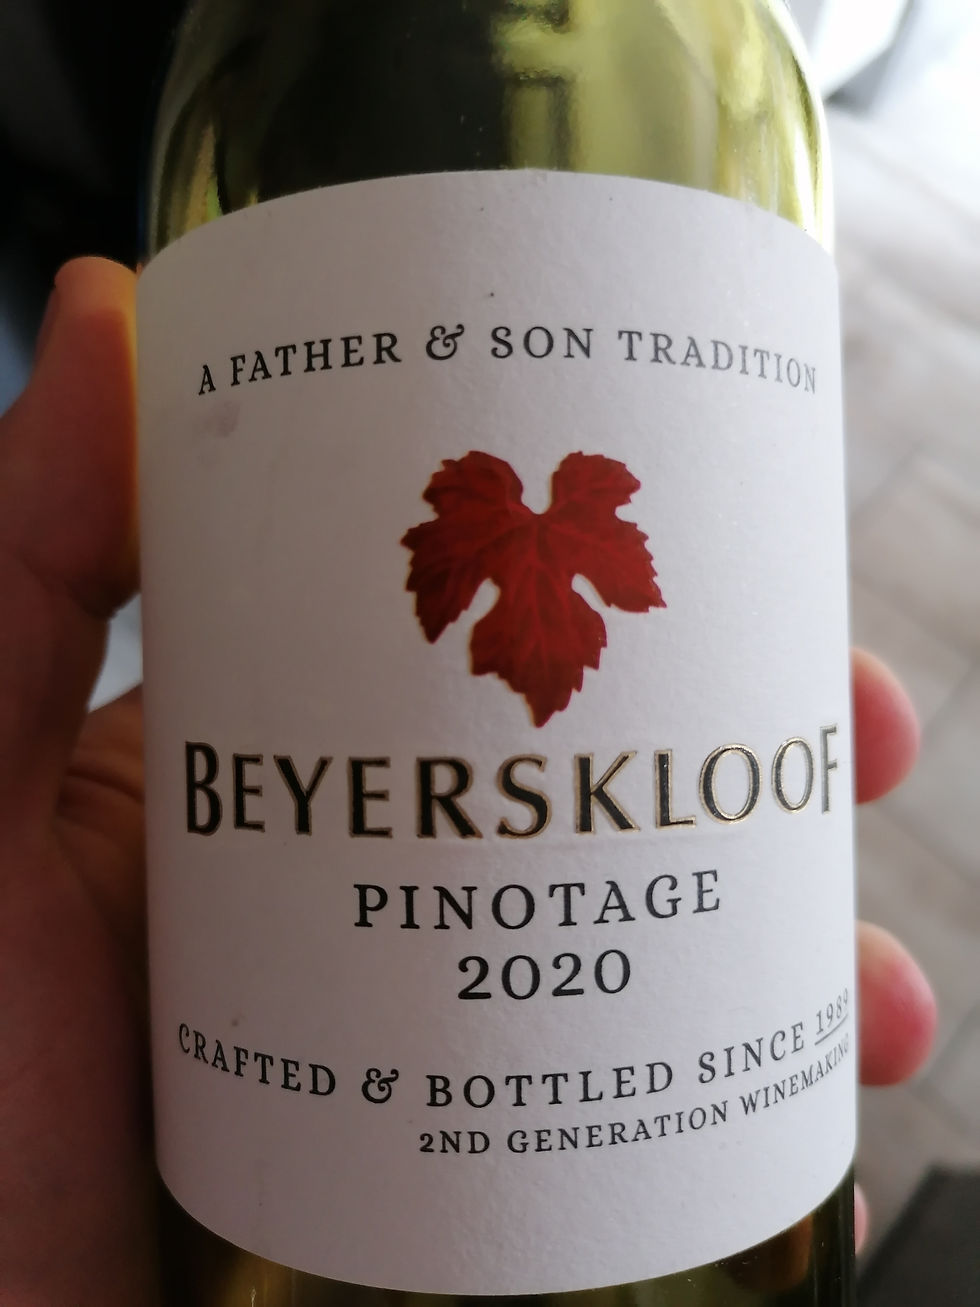 A FATHER & SON TRADITION
BEYERSKLOOF
PINOTAGE
2020
CRAFTED & BOTTLED SINCE 1989
2ND GENERATION WINEMAKING